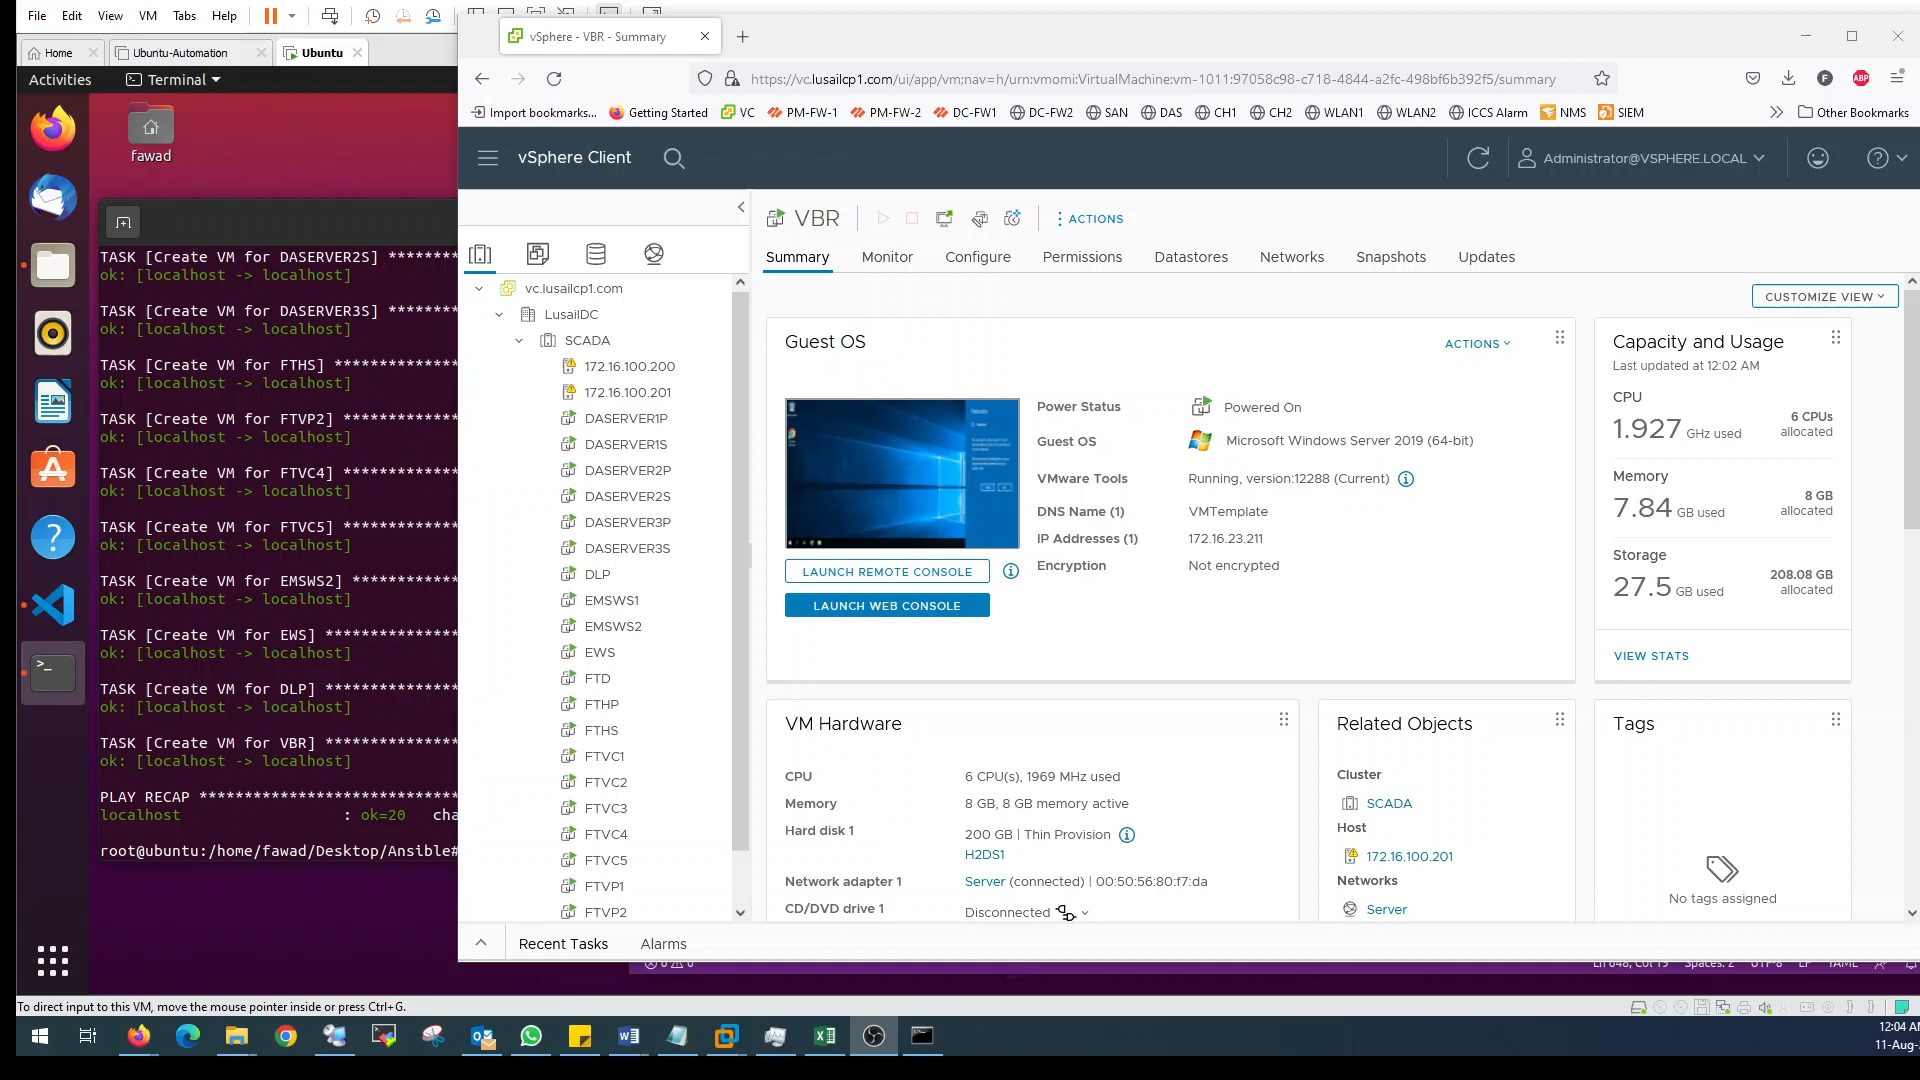 File Edit View VM Tabs Help
Home Ubuntu-Automation Ubuntu
Activities Terminal
fawad
TASK [Create VM for DASERVER2S] ********
ok: [localhost -> localhost]
TASK [Create VM for DASERVER3S] ********
ok: [localhost -> localhost]
TASK [Create VM for FTHS] **************
ok: [localhost -> localhost]
TASK [Create VM for FTVP2] *************
ok: [localhost -> localhost]
TASK [Create VM for FTVC4] *************
ok: [localhost -> localhost]
TASK [Create VM for FTVC5] *************
ok: [localhost -> localhost]
TASK [Create VM for EMSWS2] ************
ok: [localhost -> localhost]
TASK [Create VM for EWS] ***************
ok: [localhost -> localhost]
TASK [Create VM for DLP] ***************
ok: [localhost -> localhost]
TASK [Create VM for VBR] ***************
ok: [localhost -> localhost]
PLAY RECAP *****************************
localhost : ok=20 cha
root@ubuntu:/home/fawad/Desktop/Ansible#
vSphere - VBR - Summary
https://vc.lusailcp1.com/ui/app/vm;nav=h/urn:vmomi:VirtualMachine:vm-1011:97058c98-c718-4844-a2fc-498bf6b392f5/summary
F ABP
Import bookmarks... Getting Started VC PM-FW-1 PM-FW-2 DC-FW1 DC-FW2 SAN DAS CH1 CH2 WLAN1 WLAN2 ICCS Alarm NMS SIEM Other Bookmarks
vSphere Client Administrator@VSPHERE.LOCAL
vc.lusailcp1.com
LusailDC
SCADA
172.16.100.200
172.16.100.201
DASERVER1P
DASERVER1S
DASERVER2P
DASERVER2S
DASERVER3P
DASERVER3S
DLP
EMSWS1
EMSWS2
EWS
FTD
FTHP
FTHS
FTVC1
FTVC2
FTVC3
FTVC4
FTVC5
FTVP1
FTVP2
VBR ACTIONS
Summary Monitor Configure Permissions Datastores Networks Snapshots Updates
CUSTOMIZE VIEW
Guest OS ACTIONS
Power Status Powered On
Guest OS Microsoft Windows Server 2019 (64-bit)
VMware Tools Running, version:12288 (Current)
DNS Name (1) VMTemplate
IP Addresses (1) 172.16.23.211
Encryption Not encrypted
LAUNCH REMOTE CONSOLE
LAUNCH WEB CONSOLE
Capacity and Usage
Last updated at 12:02 AM
CPU
1.927 GHz used 6 CPUs allocated
Memory
7.84 GB used 8 GB allocated
Storage
27.5 GB used 208.08 GB allocated
VIEW STATS
VM Hardware
CPU 6 CPU(s), 1969 MHz used
Memory 8 GB, 8 GB memory active
Hard disk 1 200 GB | Thin Provision
H2DS1
Network adapter 1 Server (connected) | 00:50:56:80:f7:da
CD/DVD drive 1 Disconnected
Related Objects
Cluster
SCADA
Host
172.16.100.201
Networks
Server
Tags
No tags assigned
Recent Tasks Alarms
Ln 648, Col 19 Spaces: 2 UTF-8 LF YAML
To direct input to this VM, move the mouse pointer inside or press Ctrl+G.
12:04 AM
11-Aug-